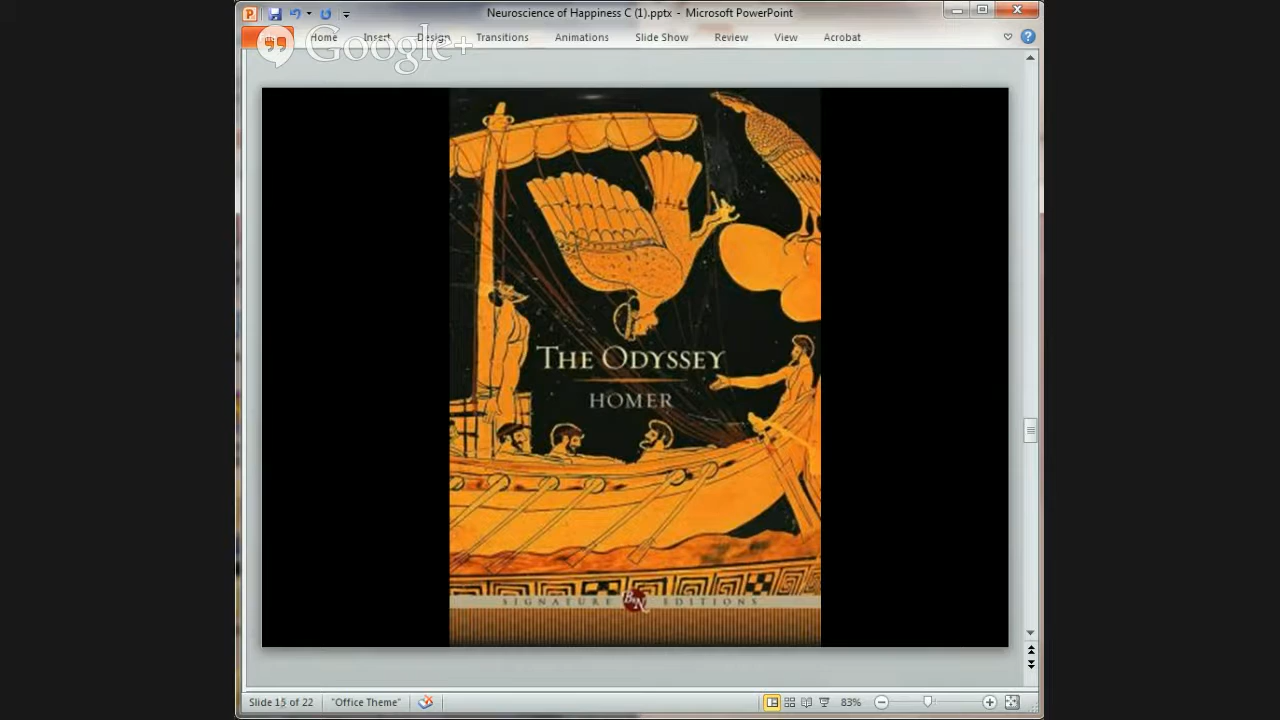 Neuroscience of Happiness C (1).pptx - Microsoft PowerPoint
Home Insert Design Transitions Animations Slide Show Review View Acrobat
Google+
THE ODYSSEY
HOMER
SIGNATURE B&N EDITIONS
Slide 15 of 22 "Office Theme" 83%